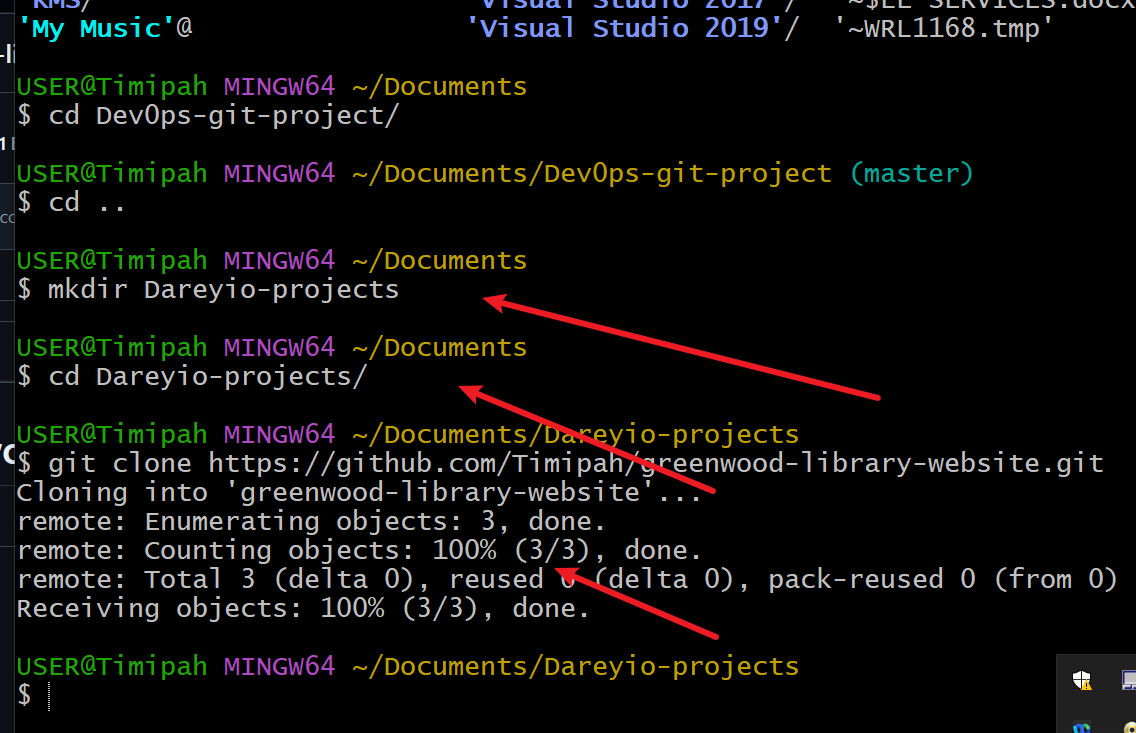 KMS/ 'Visual Studio 2017'/ '~$LL SERVICES.docx
'My Music'@ 'Visual Studio 2019'/ '~WRL1168.tmp'
USER@Timipah MINGW64 ~/Documents
$ cd DevOps-git-project/
USER@Timipah MINGW64 ~/Documents/DevOps-git-project (master)
$ cd ..
USER@Timipah MINGW64 ~/Documents
$ mkdir Dareyio-projects
USER@Timipah MINGW64 ~/Documents
$ cd Dareyio-projects/
USER@Timipah MINGW64 ~/Documents/Dareyio-projects
$ git clone https://github.com/Timipah/greenwood-library-website.git
Cloning into 'greenwood-library-website'...
remote: Enumerating objects: 3, done.
remote: Counting objects: 100% (3/3), done.
remote: Total 3 (delta 0), reused 0 (delta 0), pack-reused 0 (from 0)
Receiving objects: 100% (3/3), done.
USER@Timipah MINGW64 ~/Documents/Dareyio-projects
$